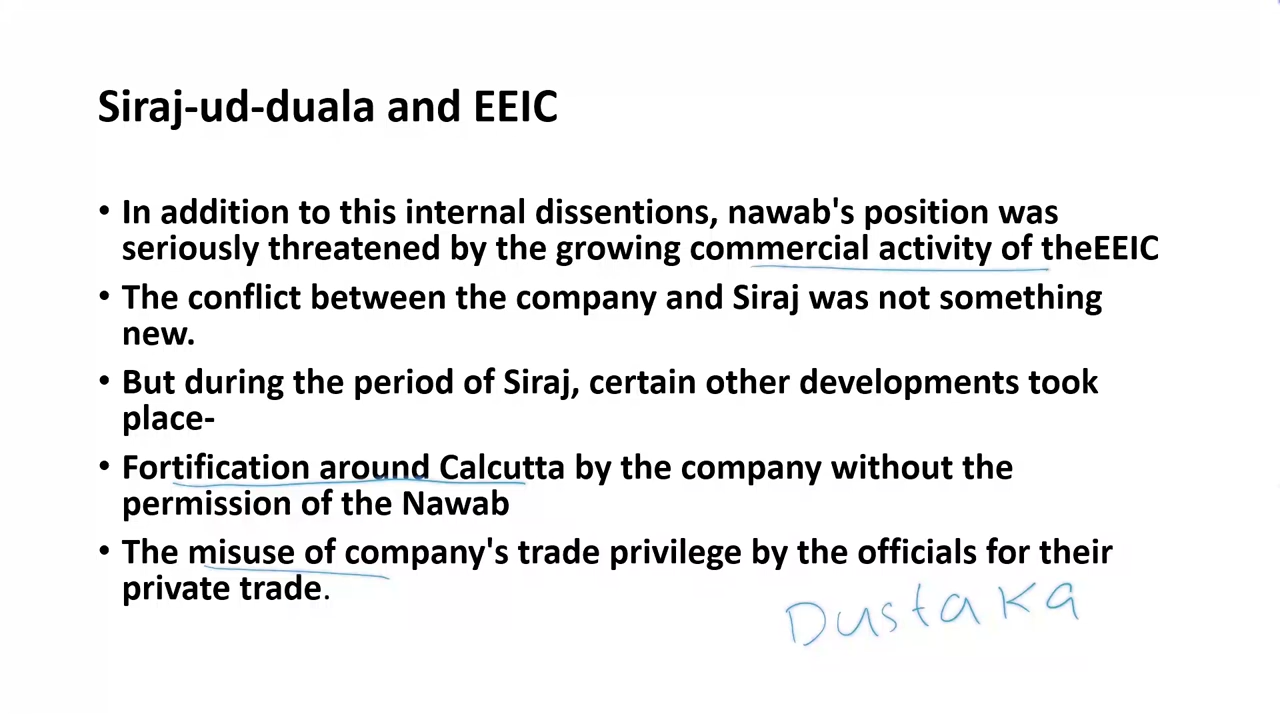 Siraj-ud-duala and EEIC
• In addition to this internal dissentions, nawab's position was
seriously threatened by the growing commercial activity of theEEIC
• The conflict between the company and Siraj was not something
new.
• But during the period of Siraj, certain other developments took
place-
• Fortification around Calcutta by the company without the
permission of the Nawab
• The misuse of company's trade privilege by the officials for their
private trade.
Dustaka